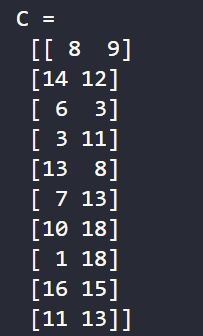 C =
[[ 8  9]
[14 12]
[ 6  3]
[ 3 11]
[13  8]
[ 7 13]
[10 18]
[ 1 18]
[16 15]
[11 13]]